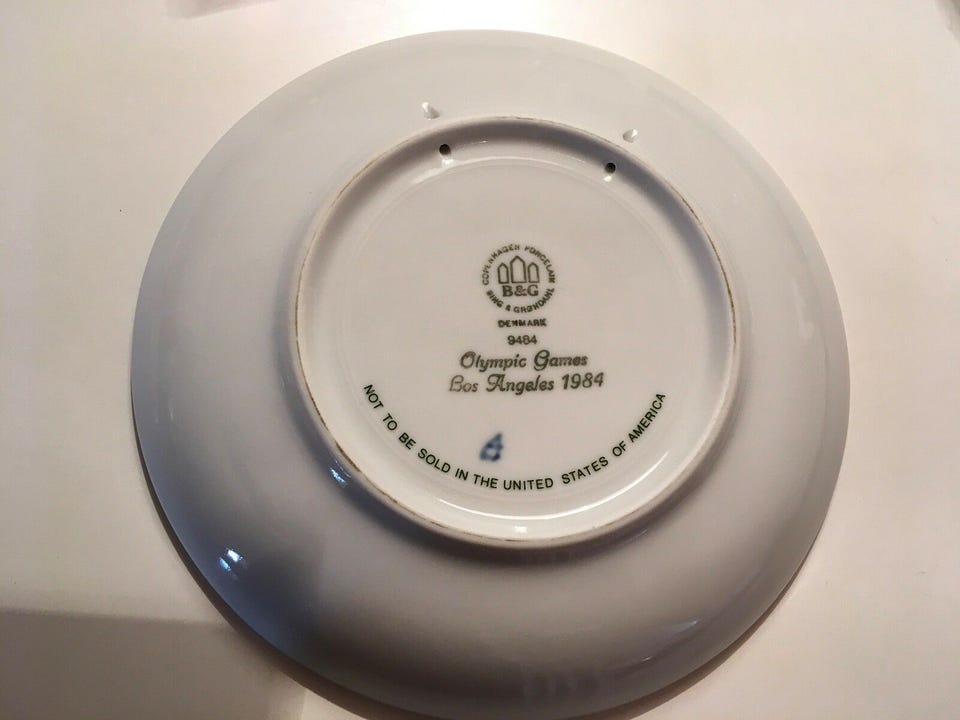 COPENHAGEN PORCELAIN
B&G
BING & GRØNDAHL
DENMARK
9484
Olympic Games
Los Angeles 1984
NOT TO BE SOLD IN THE UNITED STATES OF AMERICA